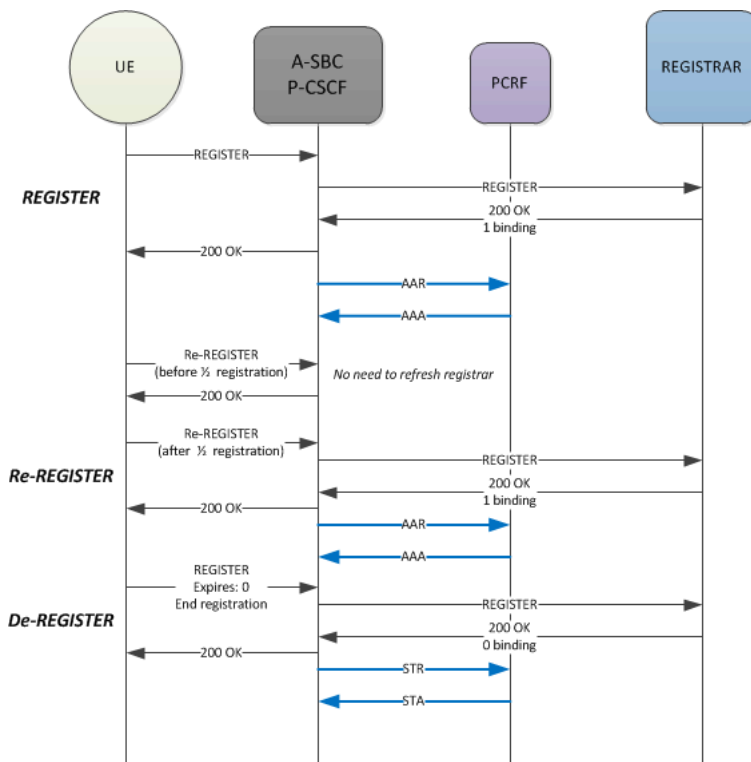 UE
A-SBC
P-CSCF
PCRF
REGISTRAR
REGISTER
REGISTER
REGISTER
200 OK
1 binding
200 OK
AAR
AAA
Re-REGISTER
(before ½ registration)
No need to refresh registrar
200 OK
Re-REGISTER
(after ½ registration)
REGISTER
Re-REGISTER
200 OK
1 binding
200 OK
AAR
AAA
REGISTER
Expires: 0
End registration
REGISTER
De-REGISTER
200 OK
0 binding
200 OK
STR
STA